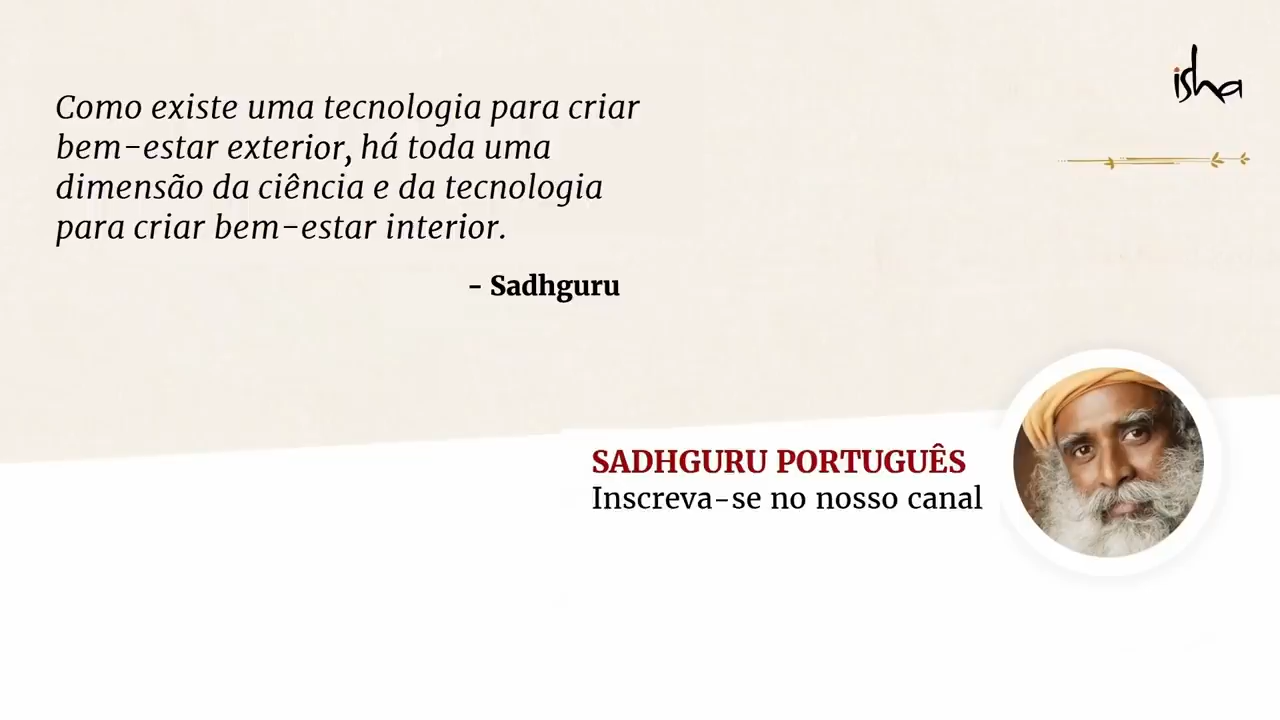 isha
Como existe uma tecnologia para criar
bem-estar exterior, há toda uma
dimensão da ciência e da tecnologia
para criar bem-estar interior.
- Sadhguru
SADHGURU PORTUGUÊS
Inscreva-se no nosso canal